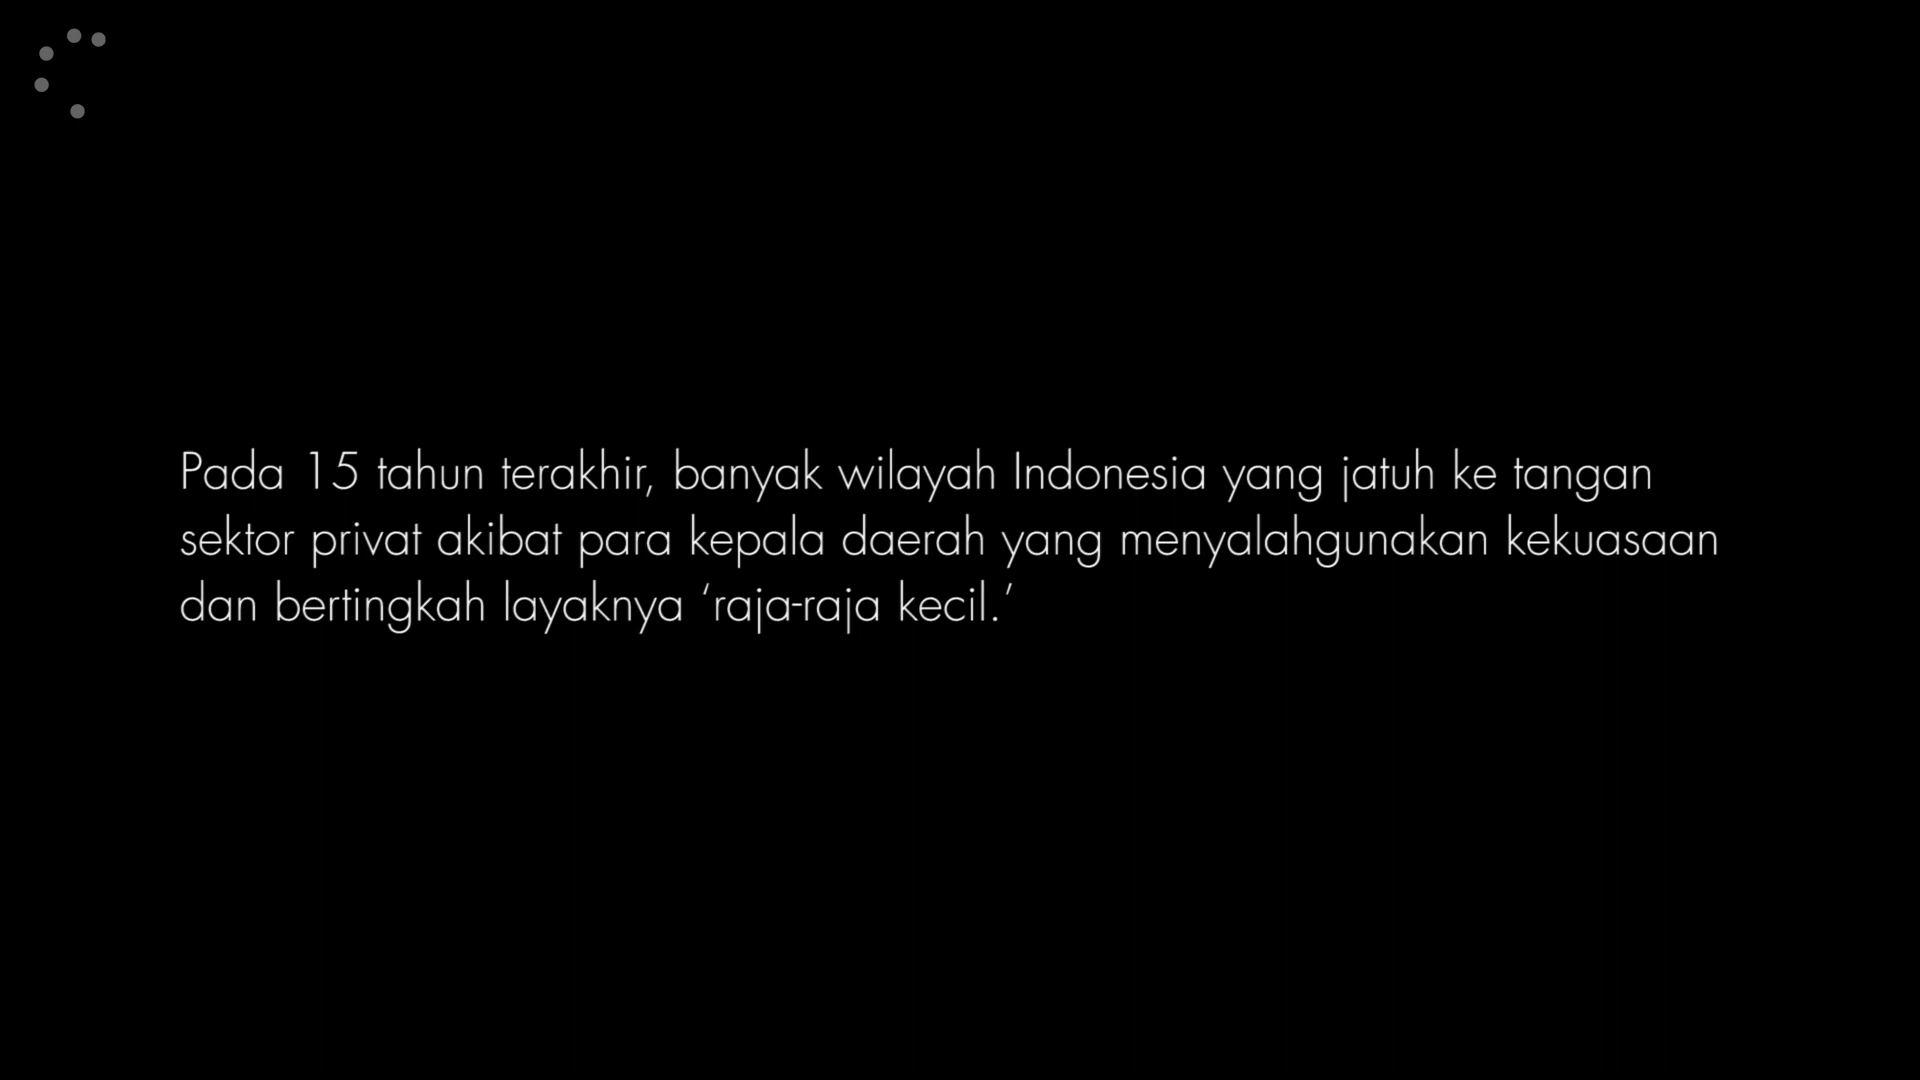 Pada 15 tahun terakhir, banyak wilayah Indonesia yang jatuh ke tangan
sektor privat akibat para kepala daerah yang menyalahgunakan kekuasaan
dan bertingkah layaknya ‘raja-raja kecil.’